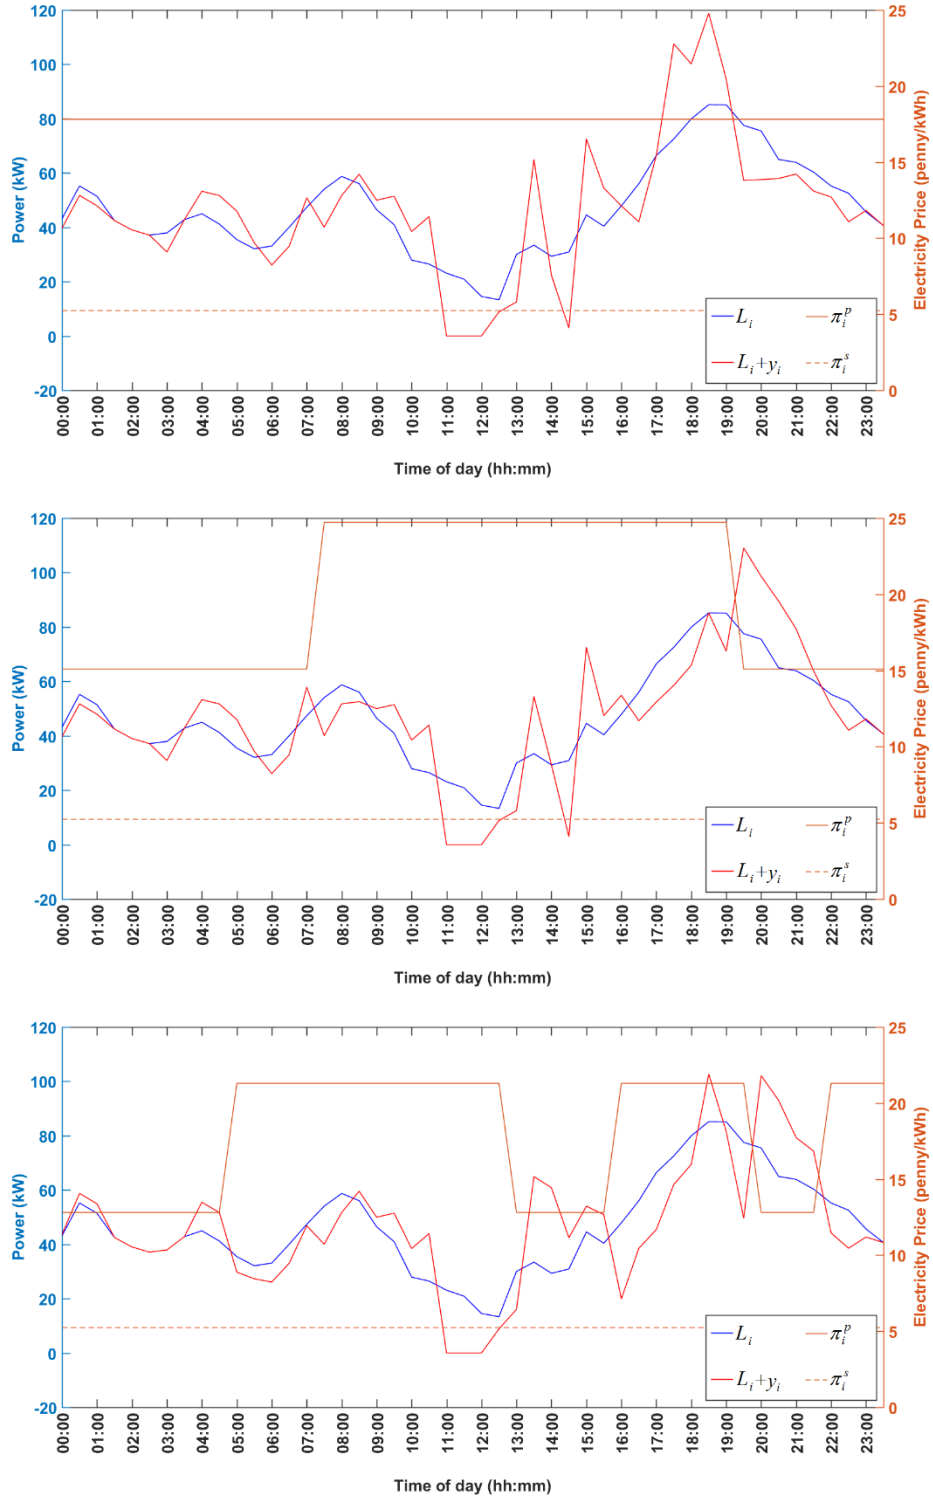 120
100
80
60
40
20
0
-20
Power (kW)
25
20
15
10
5
0
Electricity Price (penny/kWh)
L_i π_i^p
L_i+y_i π_i^s
00:00 01:00 02:00 03:00 04:00 05:00 06:00 07:00 08:00 09:00 10:00 11:00 12:00 13:00 14:00 15:00 16:00 17:00 18:00 19:00 20:00 21:00 22:00 23:00
Time of day (hh:mm)
120
100
80
60
40
20
0
-20
Power (kW)
25
20
15
10
5
0
Electricity Price (penny/kWh)
L_i π_i^p
L_i+y_i π_i^s
00:00 01:00 02:00 03:00 04:00 05:00 06:00 07:00 08:00 09:00 10:00 11:00 12:00 13:00 14:00 15:00 16:00 17:00 18:00 19:00 20:00 21:00 22:00 23:00
Time of day (hh:mm)
120
100
80
60
40
20
0
-20
Power (kW)
25
20
15
10
5
0
Electricity Price (penny/kWh)
L_i π_i^p
L_i+y_i π_i^s
00:00 01:00 02:00 03:00 04:00 05:00 06:00 07:00 08:00 09:00 10:00 11:00 12:00 13:00 14:00 15:00 16:00 17:00 18:00 19:00 20:00 21:00 22:00 23:00
Time of day (hh:mm)